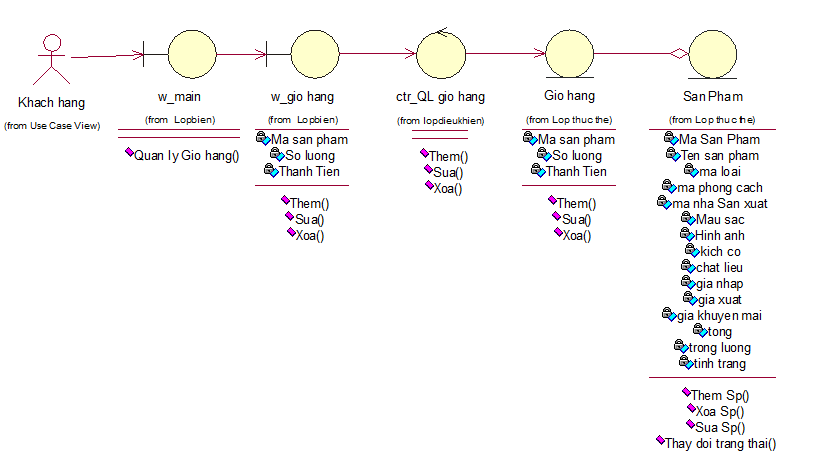 Khach hang
(from Use Case View)
w_main
(from Lopbien)
Quan ly Gio hang()
w_gio hang
(from Lopbien)
Ma san pham
So luong
Thanh Tien
Them()
Sua()
Xoa()
ctr_QL gio hang
(from lopdieukhien)
Them()
Sua()
Xoa()
Gio hang
(from Lop thuc the)
Ma san pham
So luong
Thanh Tien
Them()
Sua()
Xoa()
San Pham
(from Lop thuc the)
Ma San Pham
Ten san pham
ma loai
ma phong cach
ma nha San xuat
Mau sac
Hinh anh
kich co
chat lieu
gia nhap
gia xuat
gia khuyen mai
tong
trong luong
tinh trang
Them Sp()
Xoa Sp()
Sua Sp()
Thay doi trang thai()